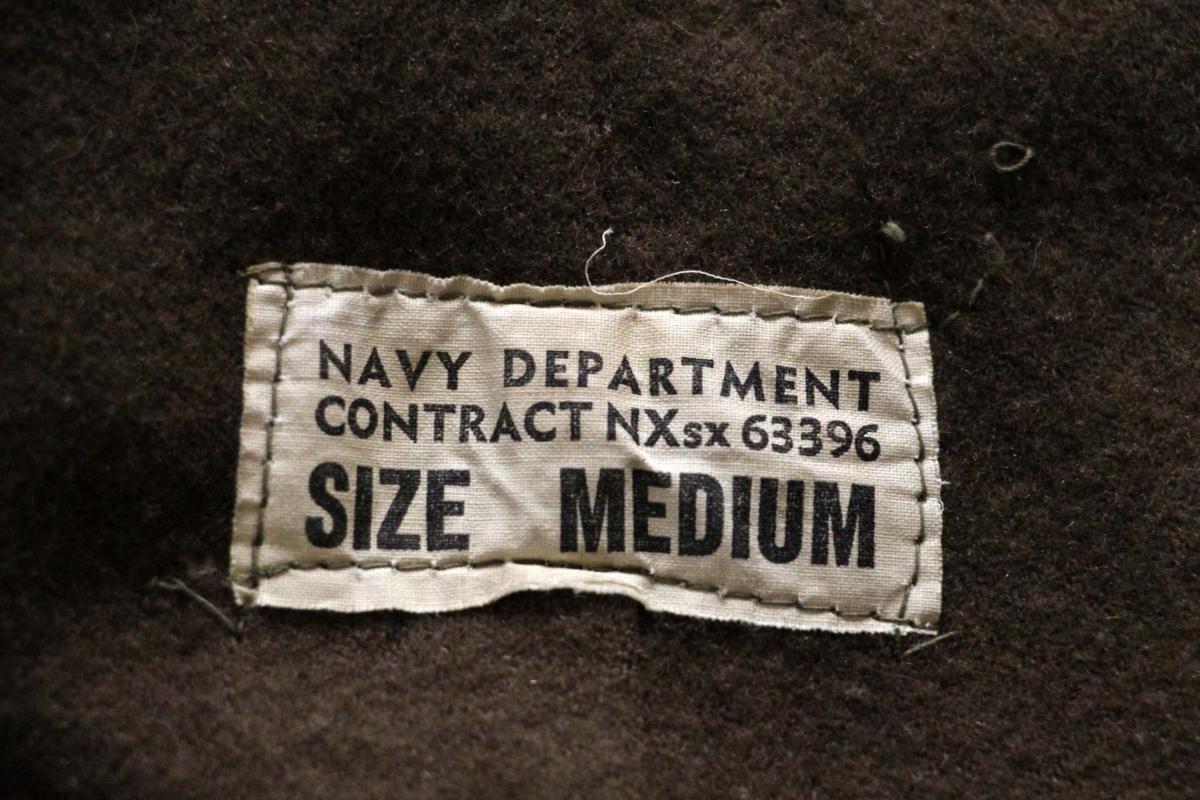 NAVY DEPARTMENT
CONTRACT NXsx 63396
SIZE MEDIUM